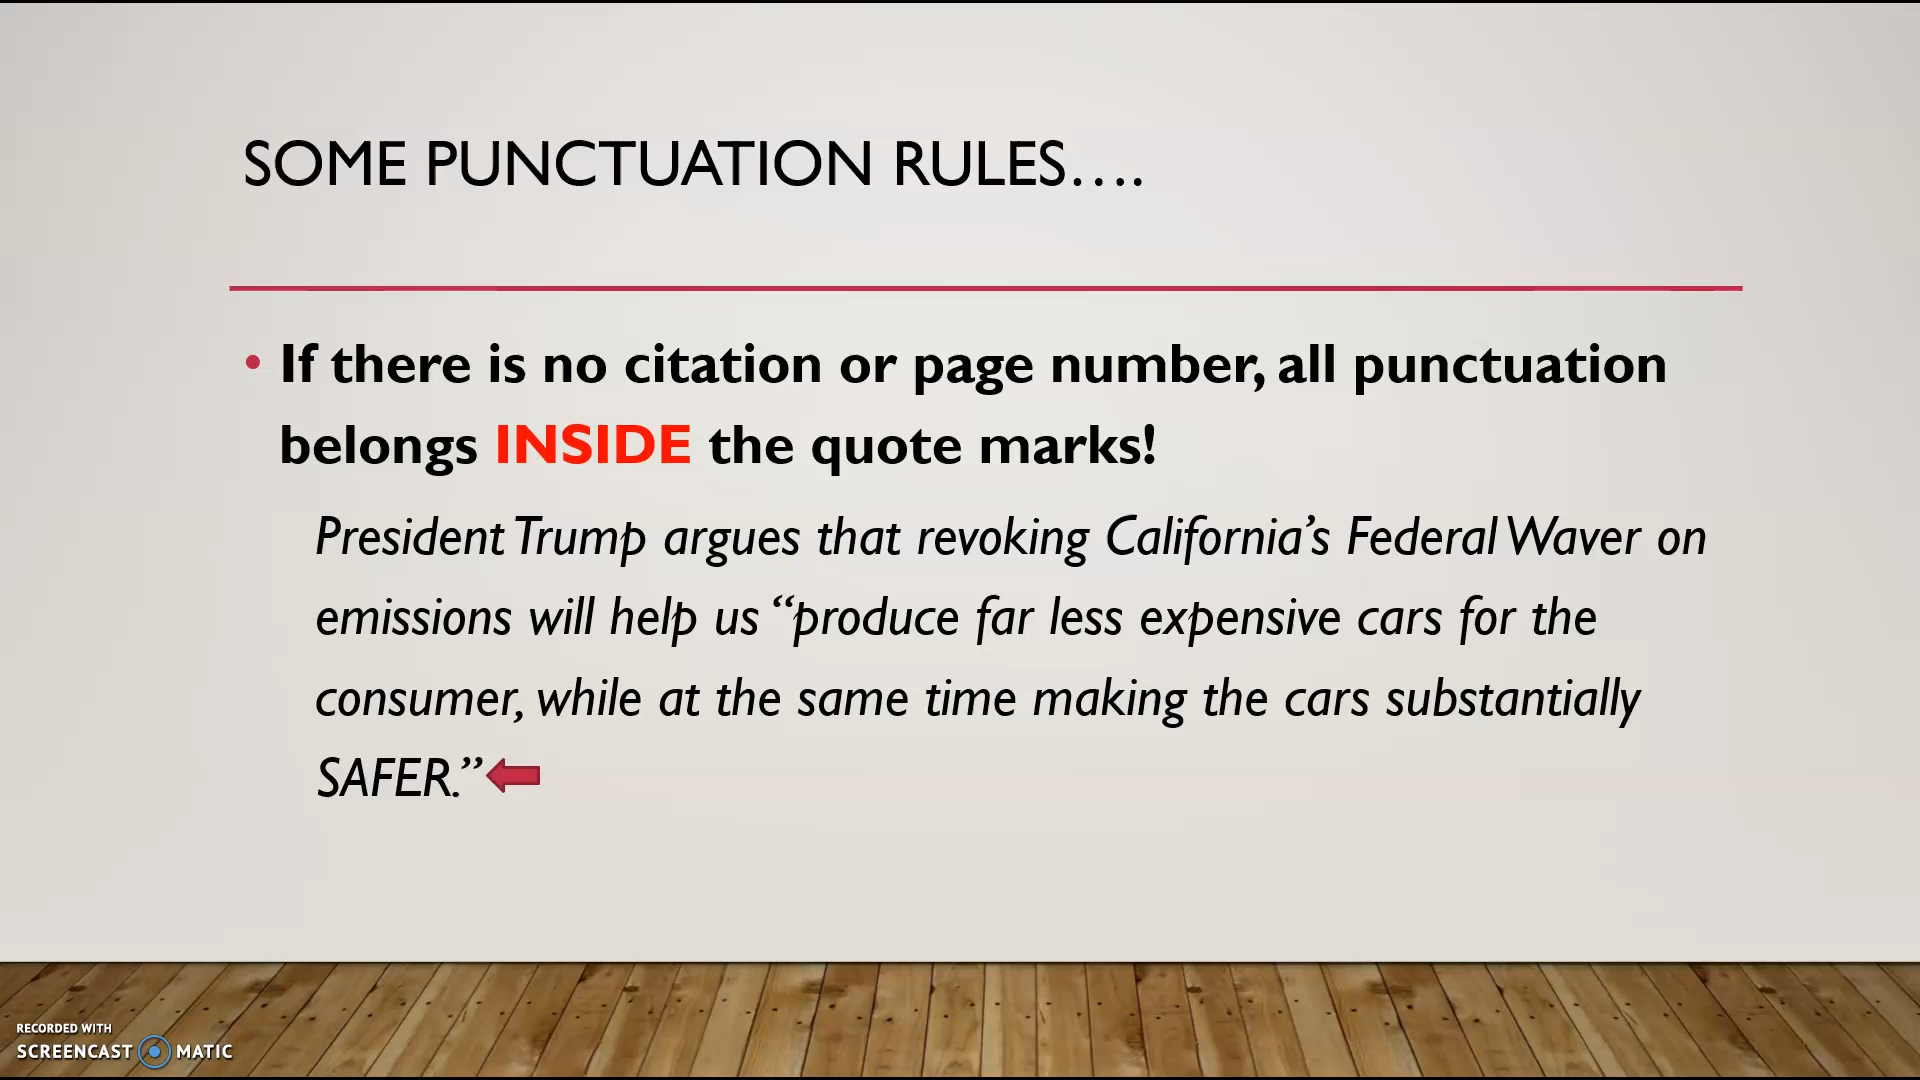 SOME PUNCTUATION RULES….
• If there is no citation or page number, all punctuation
belongs INSIDE the quote marks!
President Trump argues that revoking California’s Federal Waver on
emissions will help us “produce far less expensive cars for the
consumer, while at the same time making the cars substantially
SAFER.”
RECORDED WITH
SCREENCAST MATIC